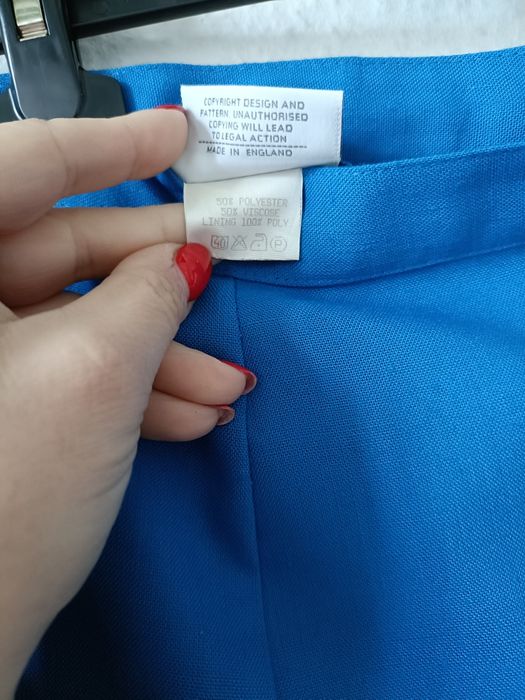 COPYRIGHT DESIGN AND
PATTERN UNAUTHORISED
COPYING WILL LEAD
TO LEGAL ACTION
MADE IN ENGLAND
50% POLYESTER
50% VISCOSE
LINING 100% POLY
40 P